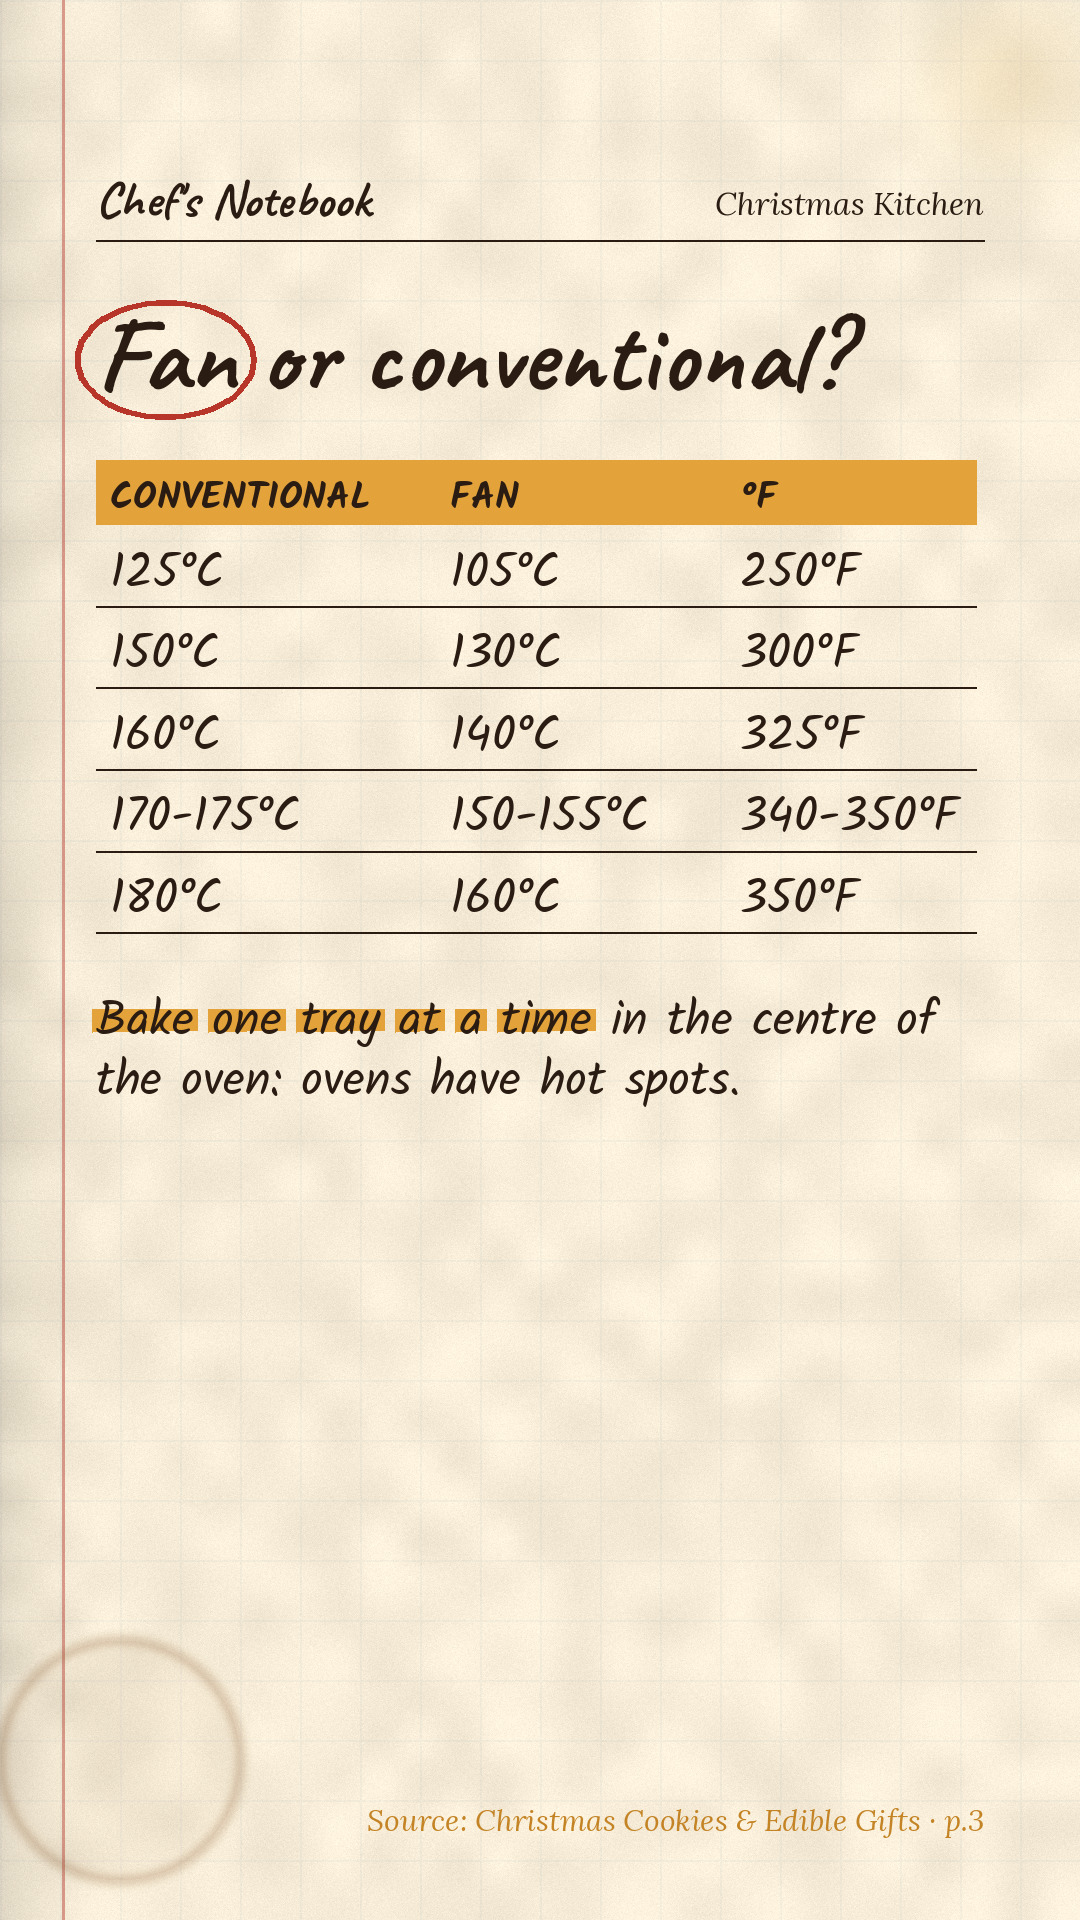 Chef's Notebook
Christmas Kitchen
Fan or conventional?
CONVENTIONAL FAN °F
125°C 105°C 250°F
150°C 130°C 300°F
160°C 140°C 325°F
170-175°C 150-155°C 340-350°F
180°C 160°C 350°F
Bake one tray at a time in the centre of
the oven: ovens have hot spots.
Source: Christmas Cookies & Edible Gifts · p.3